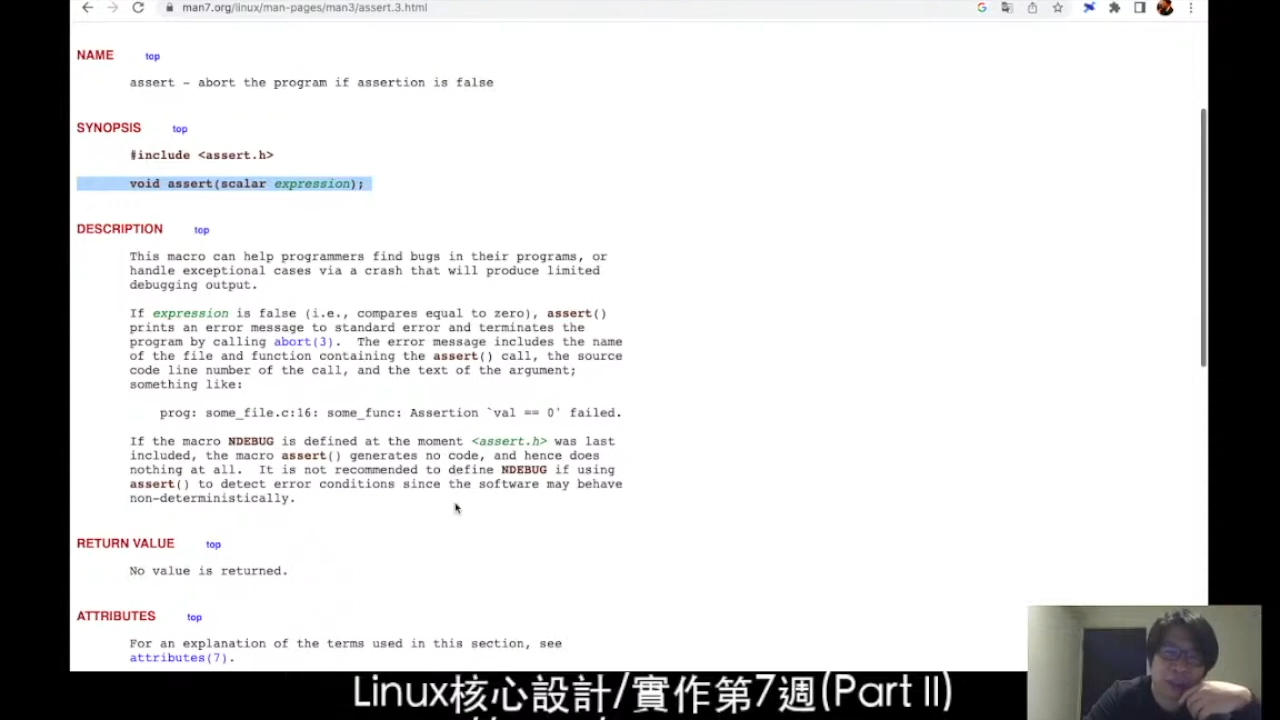 man7.org/linux/man-pages/man3/assert.3.html
NAME top
assert - abort the program if assertion is false
SYNOPSIS top
#include <assert.h>
void assert(scalar expression);
DESCRIPTION top
This macro can help programmers find bugs in their programs, or
handle exceptional cases via a crash that will produce limited
debugging output.
If expression is false (i.e., compares equal to zero), assert()
prints an error message to standard error and terminates the
program by calling abort(3). The error message includes the name
of the file and function containing the assert() call, the source
code line number of the call, and the text of the argument;
something like:
prog: some_file.c:16: some_func: Assertion `val == 0' failed.
If the macro NDEBUG is defined at the moment <assert.h> was last
included, the macro assert() generates no code, and hence does
nothing at all. It is not recommended to define NDEBUG if using
assert() to detect error conditions since the software may behave
non-deterministically.
RETURN VALUE top
No value is returned.
ATTRIBUTES top
For an explanation of the terms used in this section, see
attributes(7).
Linux核心設計/實作第7週(Part II)